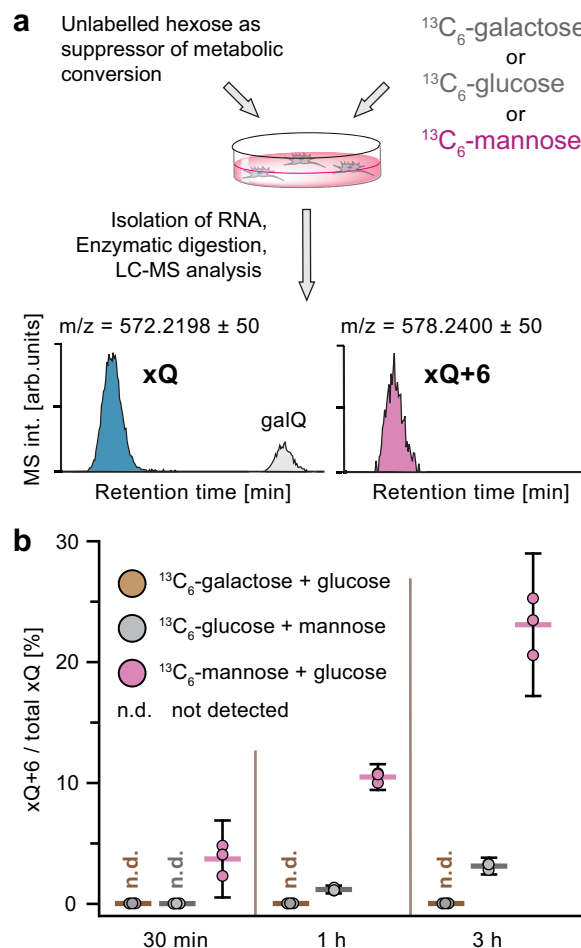 a
Unlabelled hexose as
suppressor of metabolic
conversion
¹³C₆-galactose
or
¹³C₆-glucose
or
¹³C₆-mannose
Isolation of RNA,
Enzymatic digestion,
LC-MS analysis
m/z = 572.2198 ± 50
m/z = 578.2400 ± 50
MS int. [arb.units]
xQ
galQ
xQ+6
Retention time [min]
Retention time [min]
b
xQ+6 / total xQ [%]
30
20
10
0
¹³C₆-galactose + glucose
¹³C₆-glucose + mannose
¹³C₆-mannose + glucose
n.d. not detected
n.d.
n.d.
n.d.
n.d.
30 min
1 h
3 h